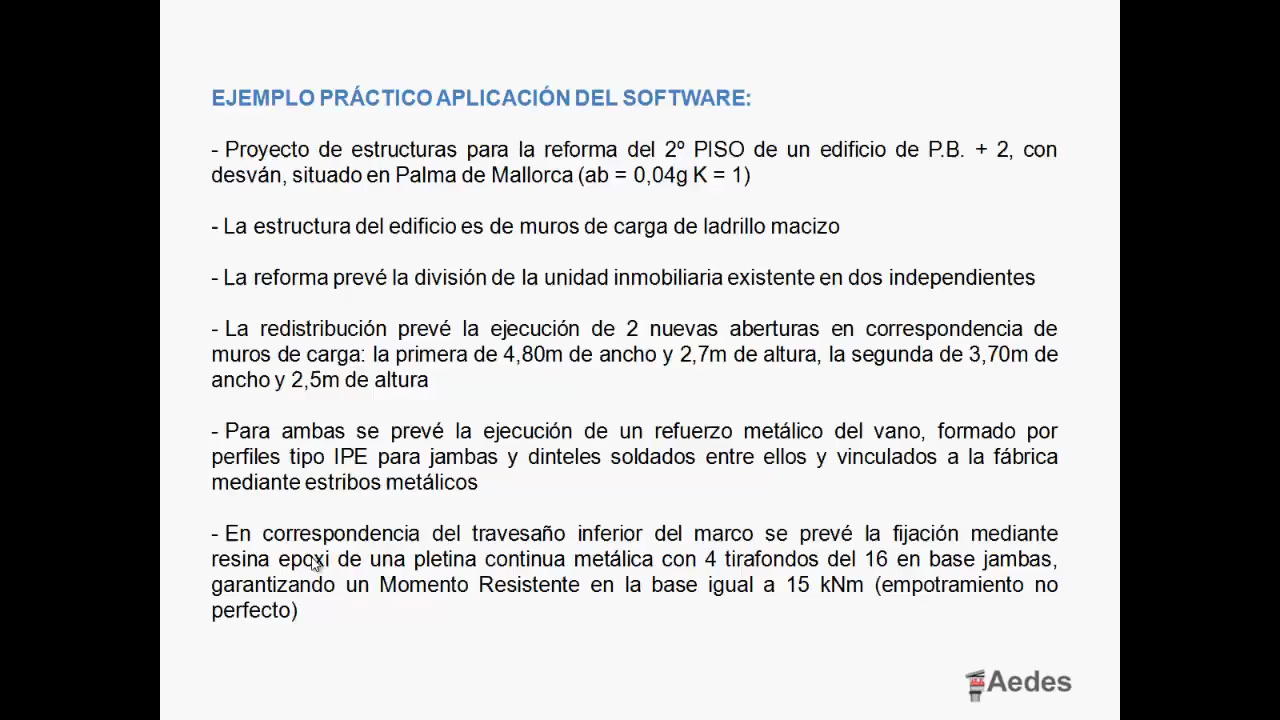 EJEMPLO PRÁCTICO APLICACIÓN DEL SOFTWARE:
- Proyecto de estructuras para la reforma del 2º PISO de un edificio de P.B. + 2, con
desván, situado en Palma de Mallorca (ab = 0,04g K = 1)
- La estructura del edificio es de muros de carga de ladrillo macizo
- La reforma prevé la división de la unidad inmobiliaria existente en dos independientes
- La redistribución prevé la ejecución de 2 nuevas aberturas en correspondencia de
muros de carga: la primera de 4,80m de ancho y 2,7m de altura, la segunda de 3,70m de
ancho y 2,5m de altura
- Para ambas se prevé la ejecución de un refuerzo metálico del vano, formado por
perfiles tipo IPE para jambas y dinteles soldados entre ellos y vinculados a la fábrica
mediante estribos metálicos
- En correspondencia del travesaño inferior del marco se prevé la fijación mediante
resina epoxi de una pletina continua metálica con 4 tirafondos del 16 en base jambas,
garantizando un Momento Resistente en la base igual a 15 kNm (empotramiento no
perfecto)
Aedes